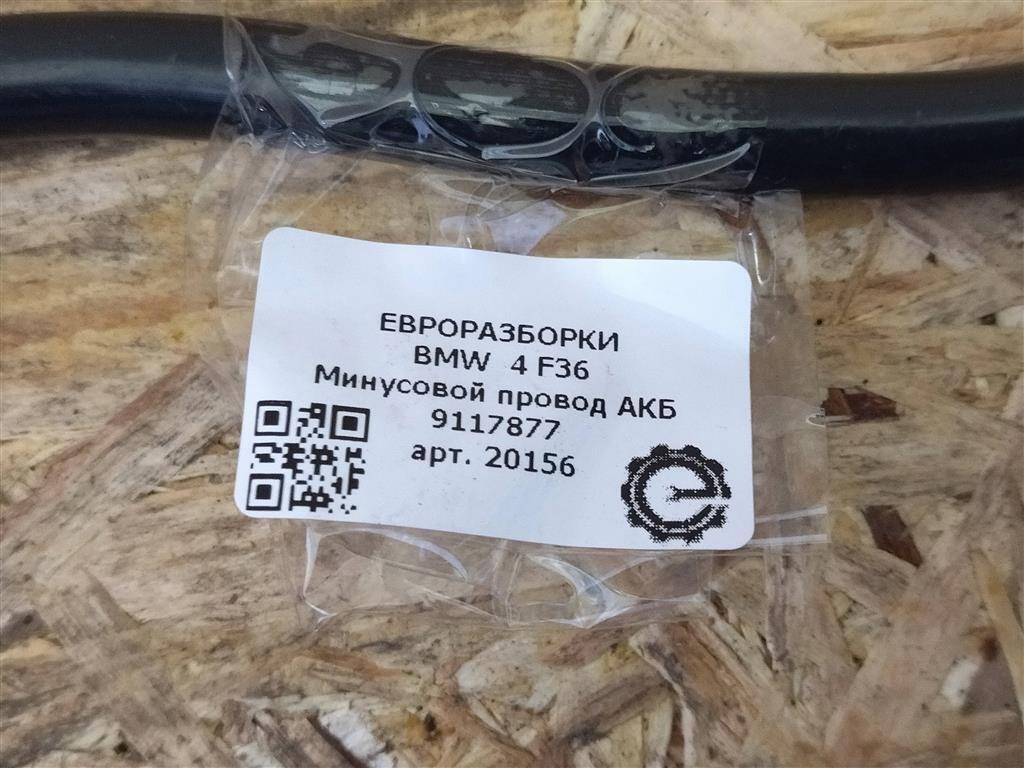 ЕВРОРАЗБОРКИ
BMW 4 F36
Минусовой провод АКБ
9117877
арт. 20156